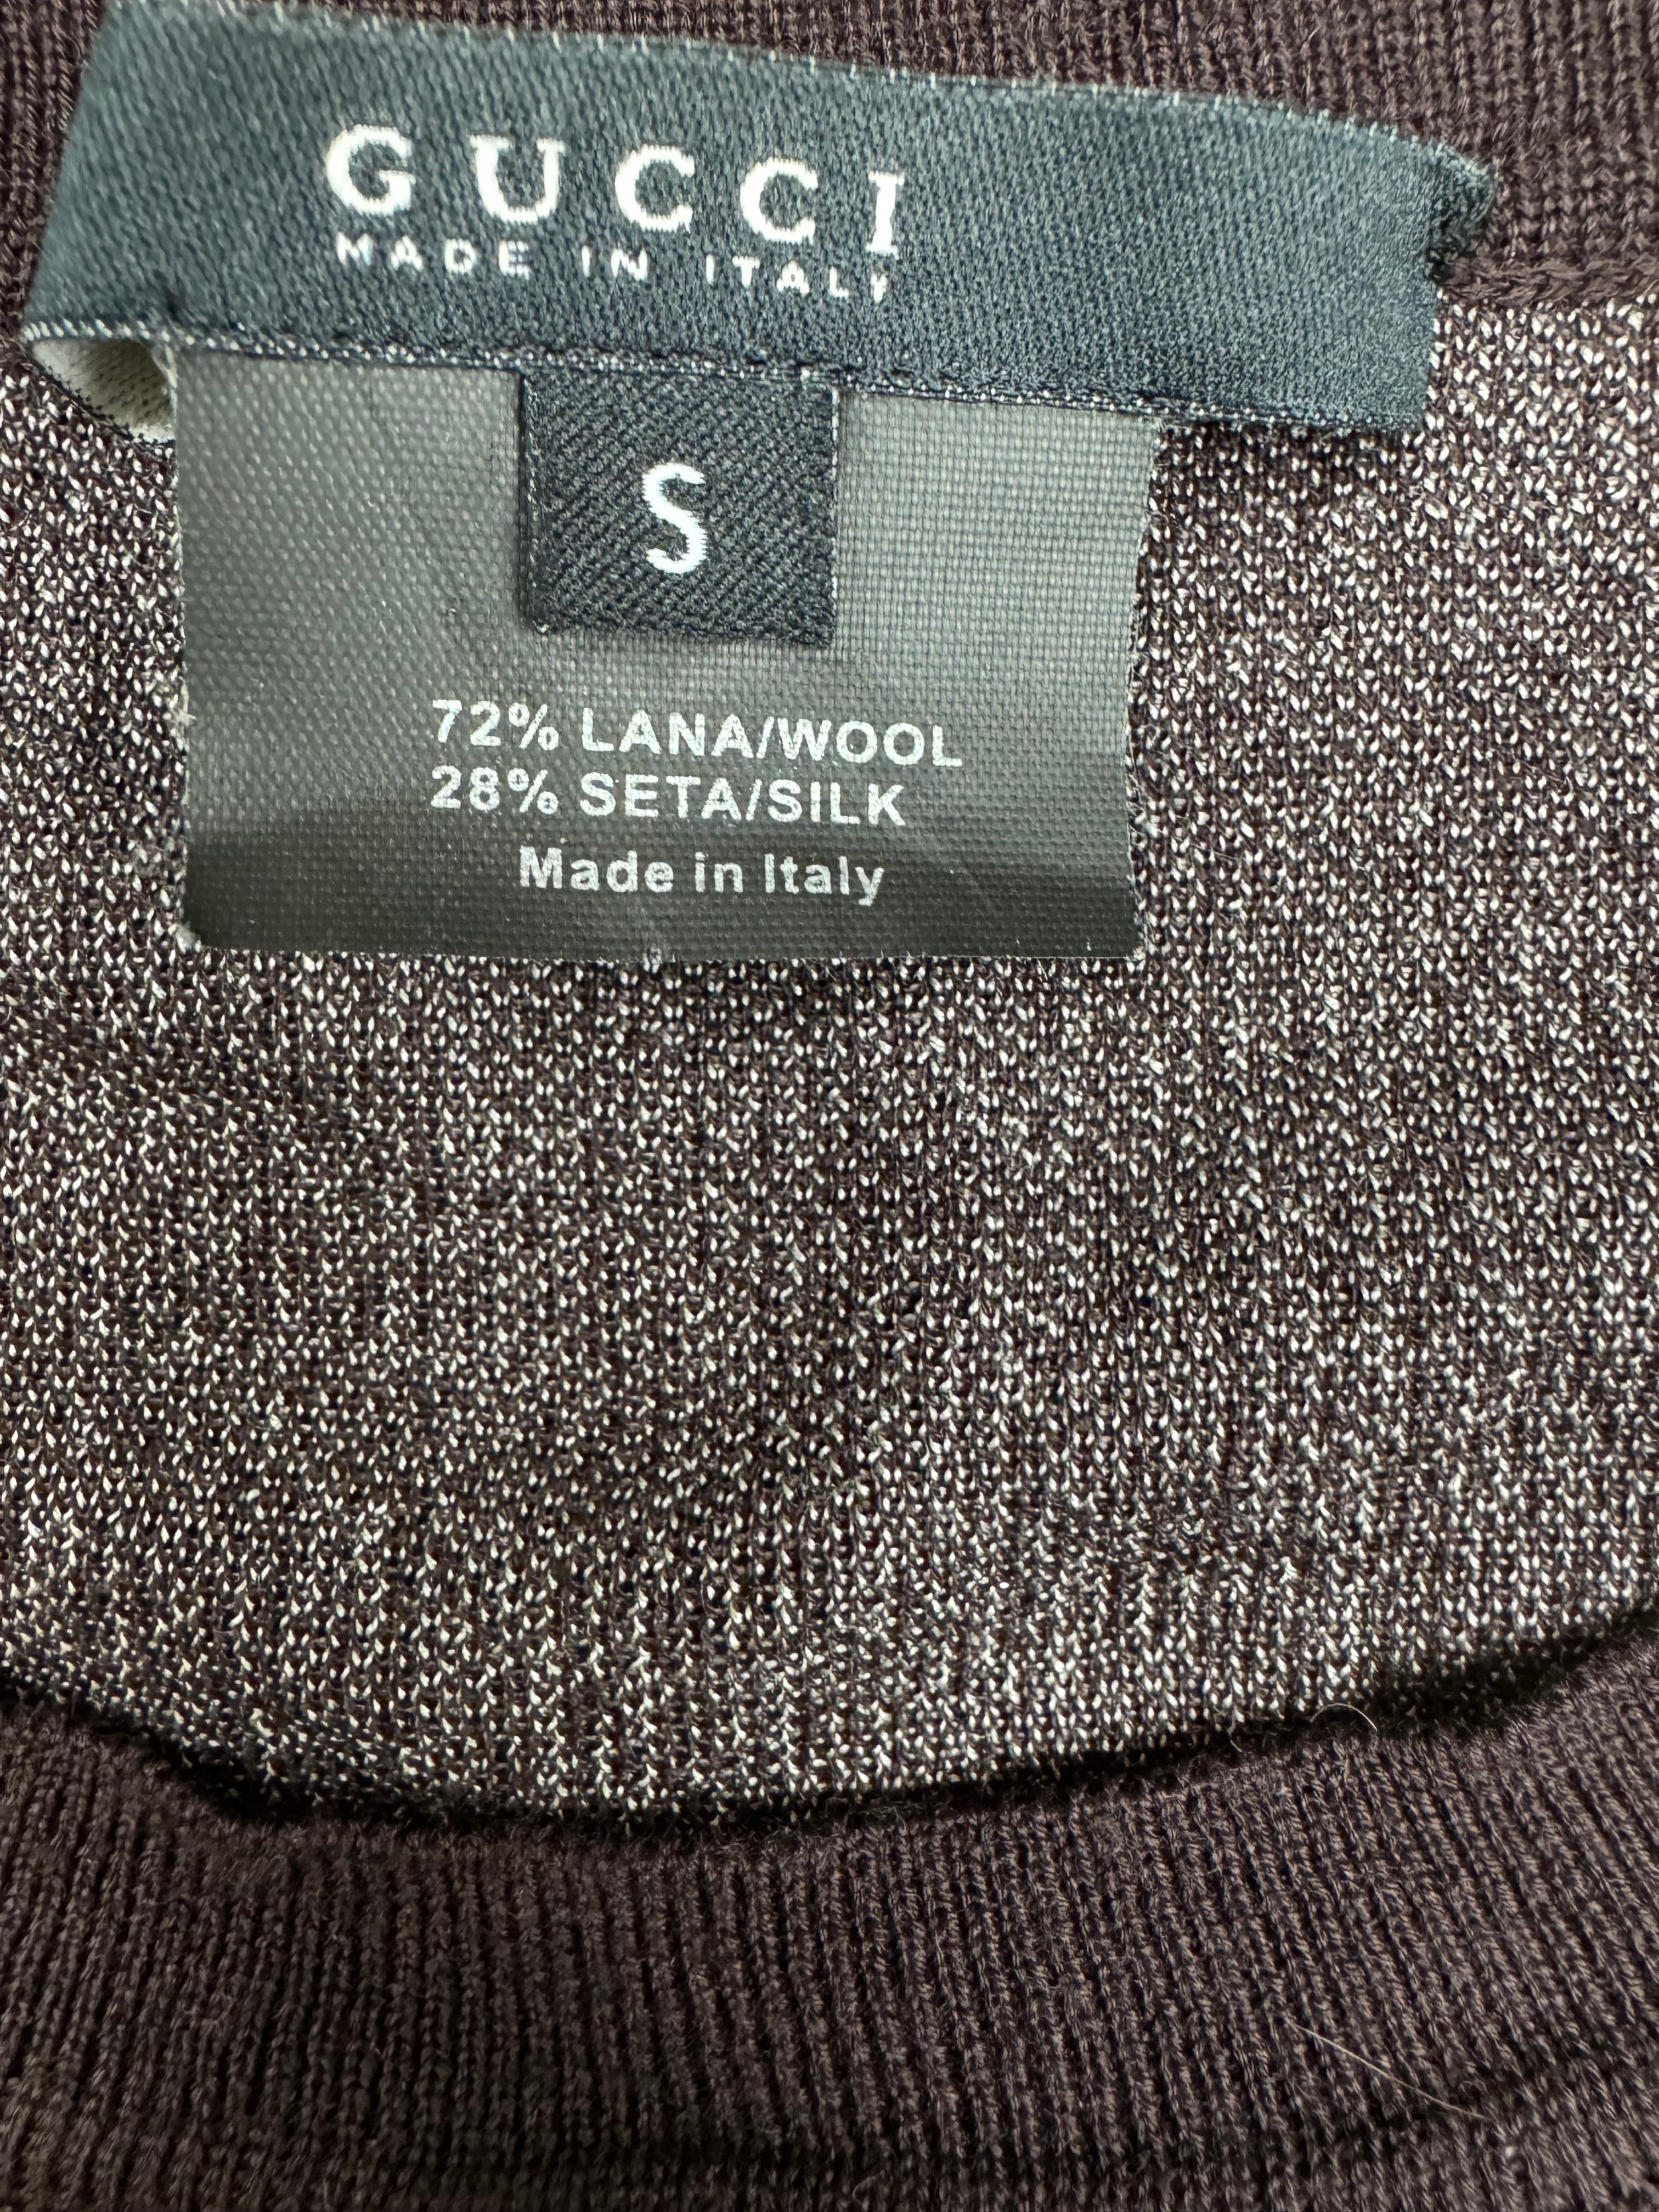 GUCCI
MADE IN ITALY
S
72% LANA/WOOL
28% SETA/SILK
Made in Italy